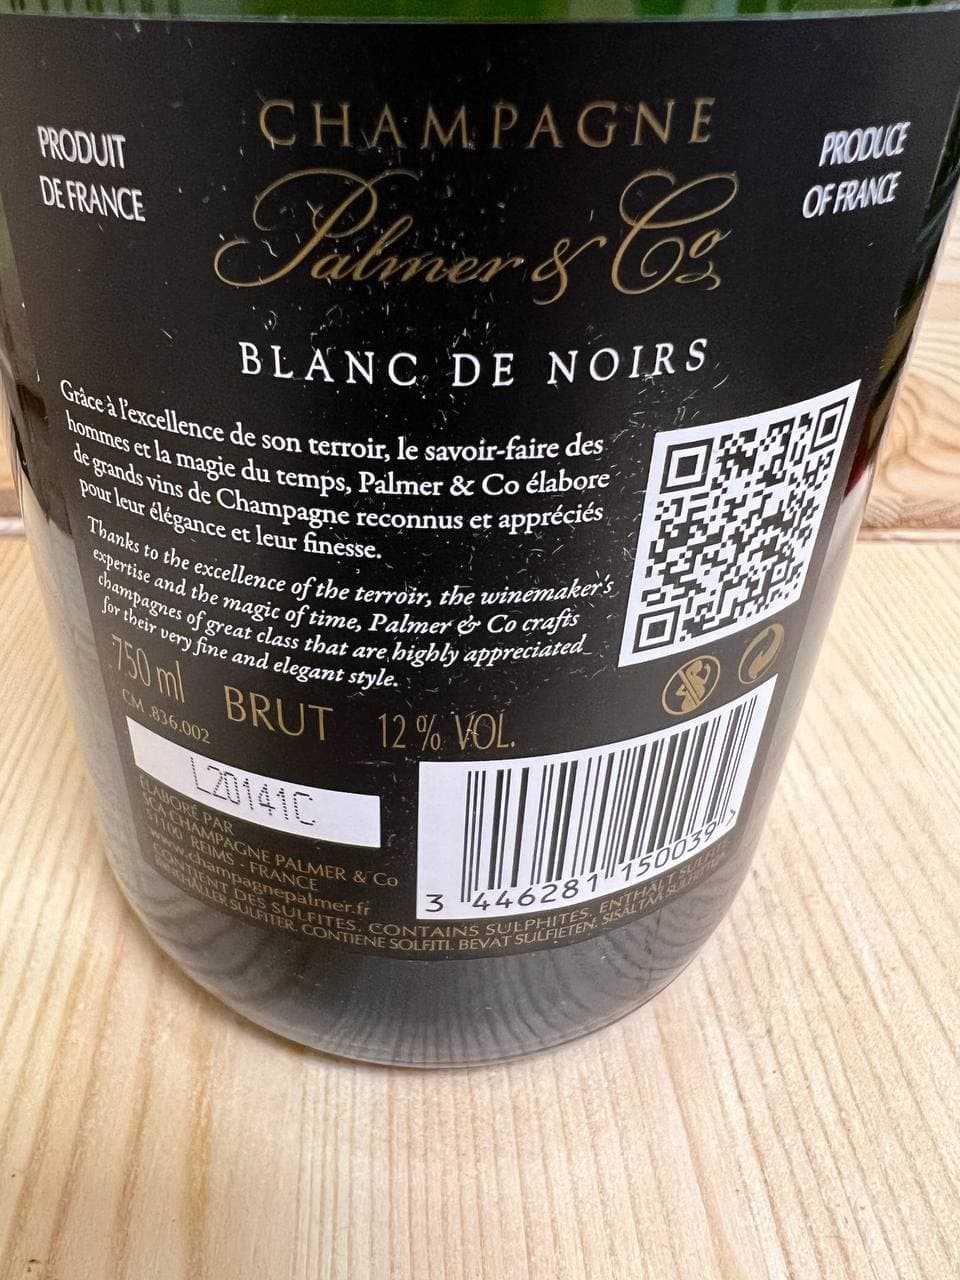 CHAMPAGNE
PRODUIT
DE FRANCE
PRODUCE
OF FRANCE
Palmer & Co
BLANC DE NOIRS
Grâce à l'excellence de son terroir, le savoir-faire des
hommes et la magie du temps, Palmer & Co élabore
de grands vins de Champagne reconnus et appréciés
pour leur élégance et leur finesse.
Thanks to the excellence of the terroir, the winemaker's
expertise and the magic of time, Palmer & Co crafts
champagnes of great class that are highly appreciated
for their very fine and elegant style.
750 ml BRUT 12 % VOL.
CM .836.002
L20141C
ÉLABORÉ PAR
SCA CHAMPAGNE PALMER & Co
51100 REIMS - FRANCE
www.champagnepalmer.fr
CONTIENT DES SULFITES. CONTAINS SULPHITES. ENTHÄLT
SULFITER. CONTIENE SOLFITI. BEVAT SULFIETEN. SISÄLTÄÄ
3 446281 150039 >